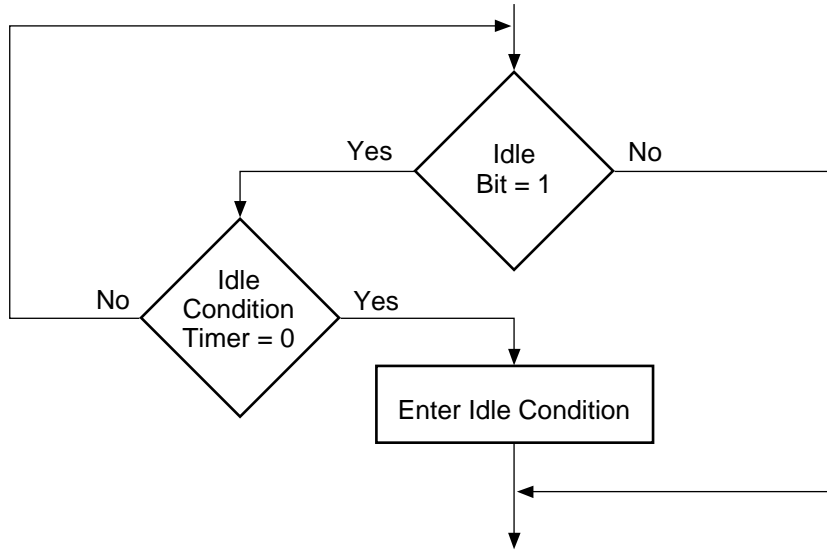 Idle
Bit = 1
Yes
No
Idle
Condition
Timer = 0
No
Yes
Enter Idle Condition